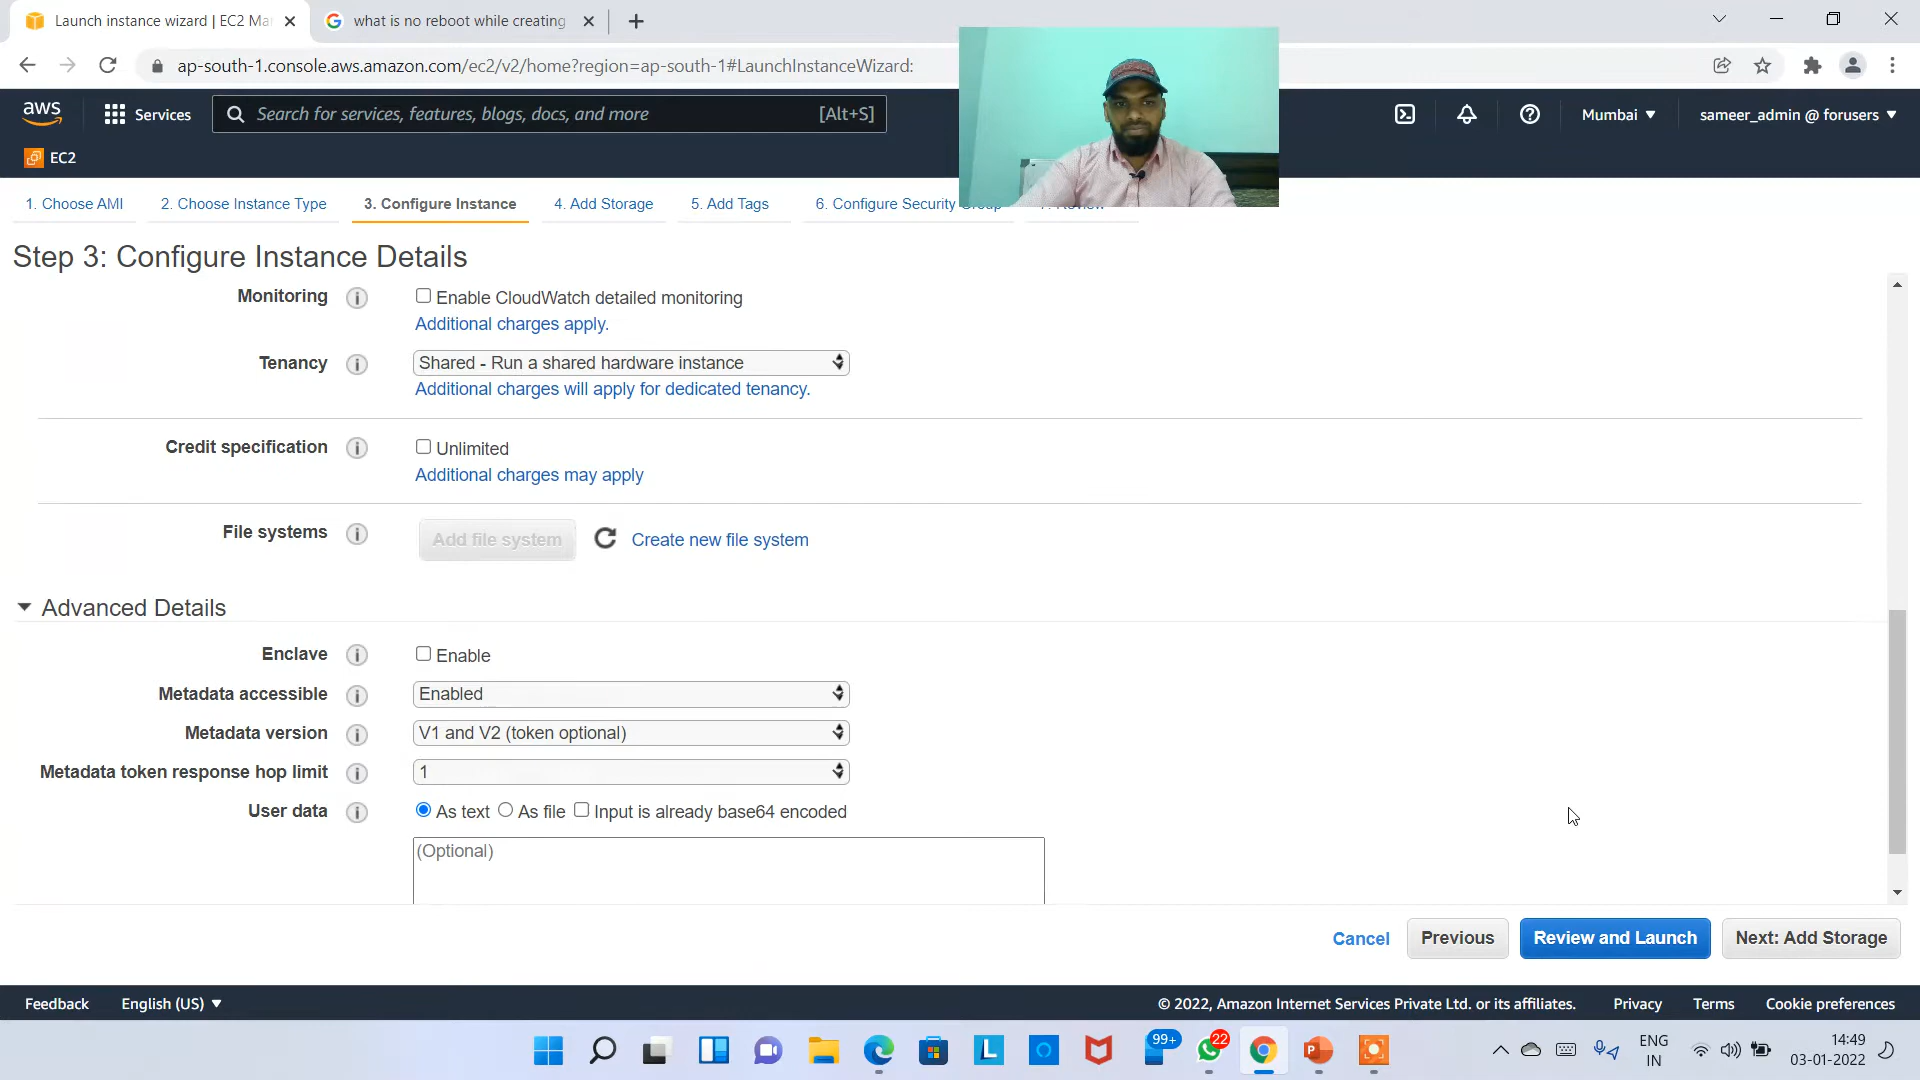 Launch instance wizard | EC2 Ma
what is no reboot while creating
ap-south-1.console.aws.amazon.com/ec2/v2/home?region=ap-south-1#LaunchInstanceWizard:
aws
Services
Search for services, features, blogs, docs, and more
[Alt+S]
Mumbai
sameer_admin @ forusers
EC2
1. Choose AMI
2. Choose Instance Type
3. Configure Instance
4. Add Storage
5. Add Tags
6. Configure Security
Step 3: Configure Instance Details
Monitoring
Enable CloudWatch detailed monitoring
Additional charges apply.
Tenancy
Shared - Run a shared hardware instance
Additional charges will apply for dedicated tenancy.
Credit specification
Unlimited
Additional charges may apply
File systems
Add file system
Create new file system
Advanced Details
Enclave
Enable
Metadata accessible
Enabled
Metadata version
V1 and V2 (token optional)
Metadata token response hop limit
1
User data
As text
As file
Input is already base64 encoded
(Optional)
Cancel
Previous
Review and Launch
Next: Add Storage
Feedback
English (US)
© 2022, Amazon Internet Services Private Ltd. or its affiliates.
Privacy
Terms
Cookie preferences
99+
22
ENG
IN
14:49
03-01-2022